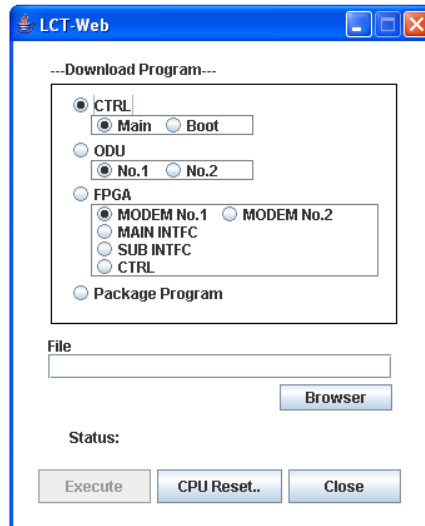 LCT-Web
---Download Program---
CTRL
Main Boot
ODU
No.1 No.2
FPGA
MODEM No.1 MODEM No.2
MAIN INTFC
SUB INTFC
CTRL
Package Program
File
Browser
Status:
Execute CPU Reset.. Close